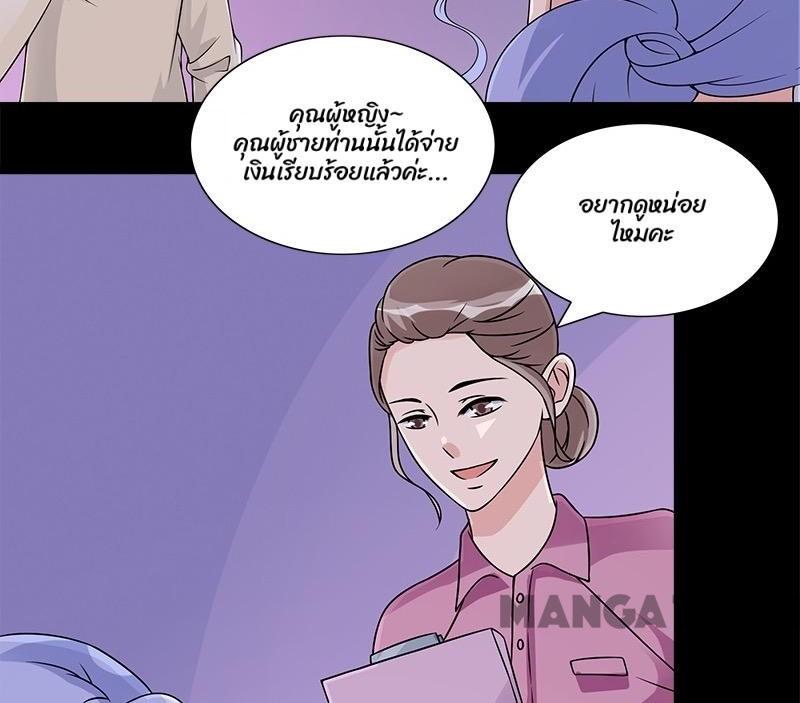 คุณผู้หญิง~
คุณผู้ชายท่านนั้นได้จ่าย
เงินเรียบร้อยแล้วค่ะ...
อยากดูหน่อย
ไหมคะ
MANGA